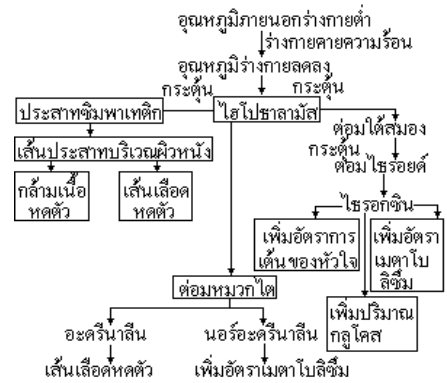 อุณหภูมิภายนอกร่างกายต่ำ
ร่างกายคายความร้อน
อุณหภูมิร่างกายลดลง
กระตุ้น
กระตุ้น
ประสาทซิมพาเทติก
ไฮโปธาลามัส
ต่อมใต้สมอง
กระตุ้น
ต่อมไธรอยด์
เส้นประสาทบริเวณผิวหนัง
กล้ามเนื้อ
หดตัว
เส้นเลือด
หดตัว
ไธรอกซิน
เพิ่มอัตราการ
เต้นของหัวใจ
เพิ่มอัตรา
เมตาโบ
ลิซึม
เพิ่มปริมาณ
กลูโคส
ต่อมหมวกไต
อะดรีนาลีน
นอร์อะดรีนาลีน
เส้นเลือดหดตัว
เพิ่มอัตราเมตาโบลิซึม